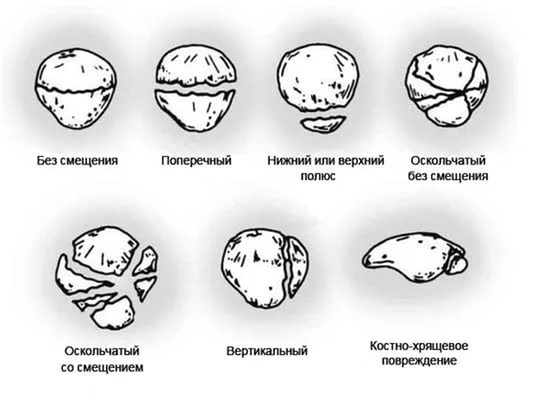 Без смещения
Поперечный
Нижний или верхний
полюс
Оскольчатый
без смещения
Оскольчатый
со смещением
Вертикальный
Костно-хрящевое
повреждение